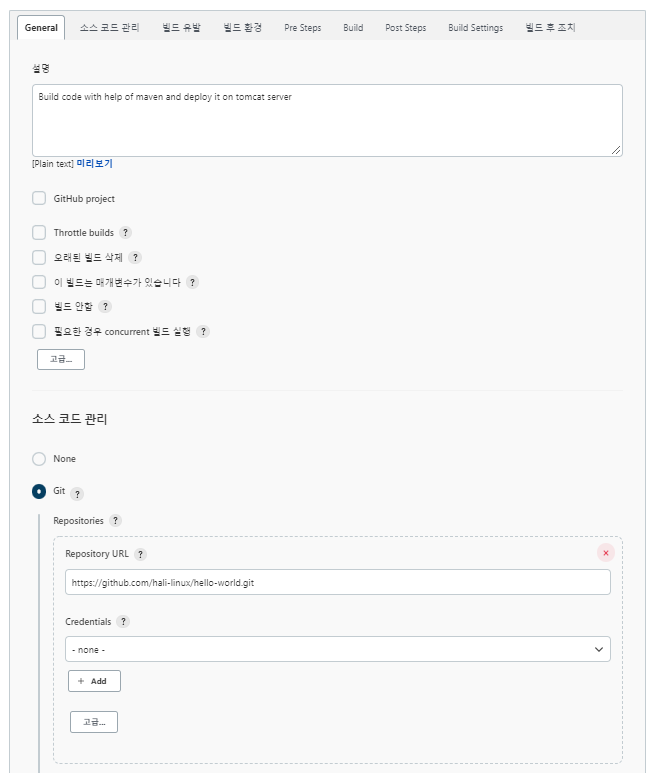 General 소스 코드 관리 빌드 유발 빌드 환경 Pre Steps Build Post Steps Build Settings 빌드 후 조치
설명
Build code with help of maven and deploy it on tomcat server
[Plain text] 미리보기
GitHub project
Throttle builds ?
오래된 빌드 삭제 ?
이 빌드는 매개변수가 있습니다 ?
빌드 안함 ?
필요한 경우 concurrent 빌드 실행 ?
고급...
소스 코드 관리
None
Git ?
Repositories ?
Repository URL ?
https://github.com/hali-linux/hello-world.git
Credentials ?
- none -
+ Add
고급...